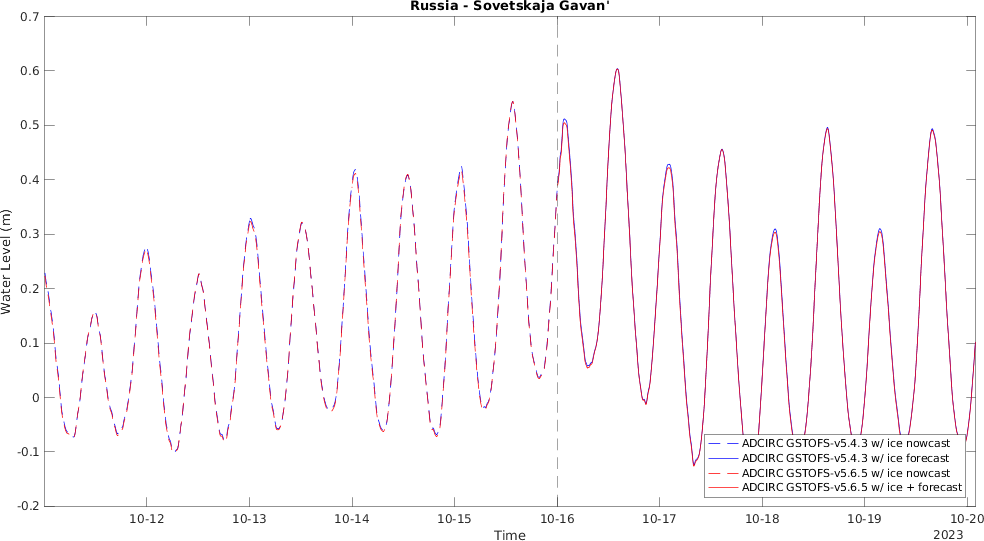 Russia - Sovetskaja Gavan'
0.7
0.6
0.5
0.4
0.3
0.2
0.1
0
-0.1
-0.2
Water Level (m)
ADCIRC GSTOFS-v5.4.3 w/ ice nowcast
ADCIRC GSTOFS-v5.4.3 w/ ice forecast
ADCIRC GSTOFS-v5.6.5 w/ ice nowcast
ADCIRC GSTOFS-v5.6.5 w/ ice + forecast
10-12 10-13 10-14 10-15 10-16 10-17 10-18 10-19 10-20
Time
2023